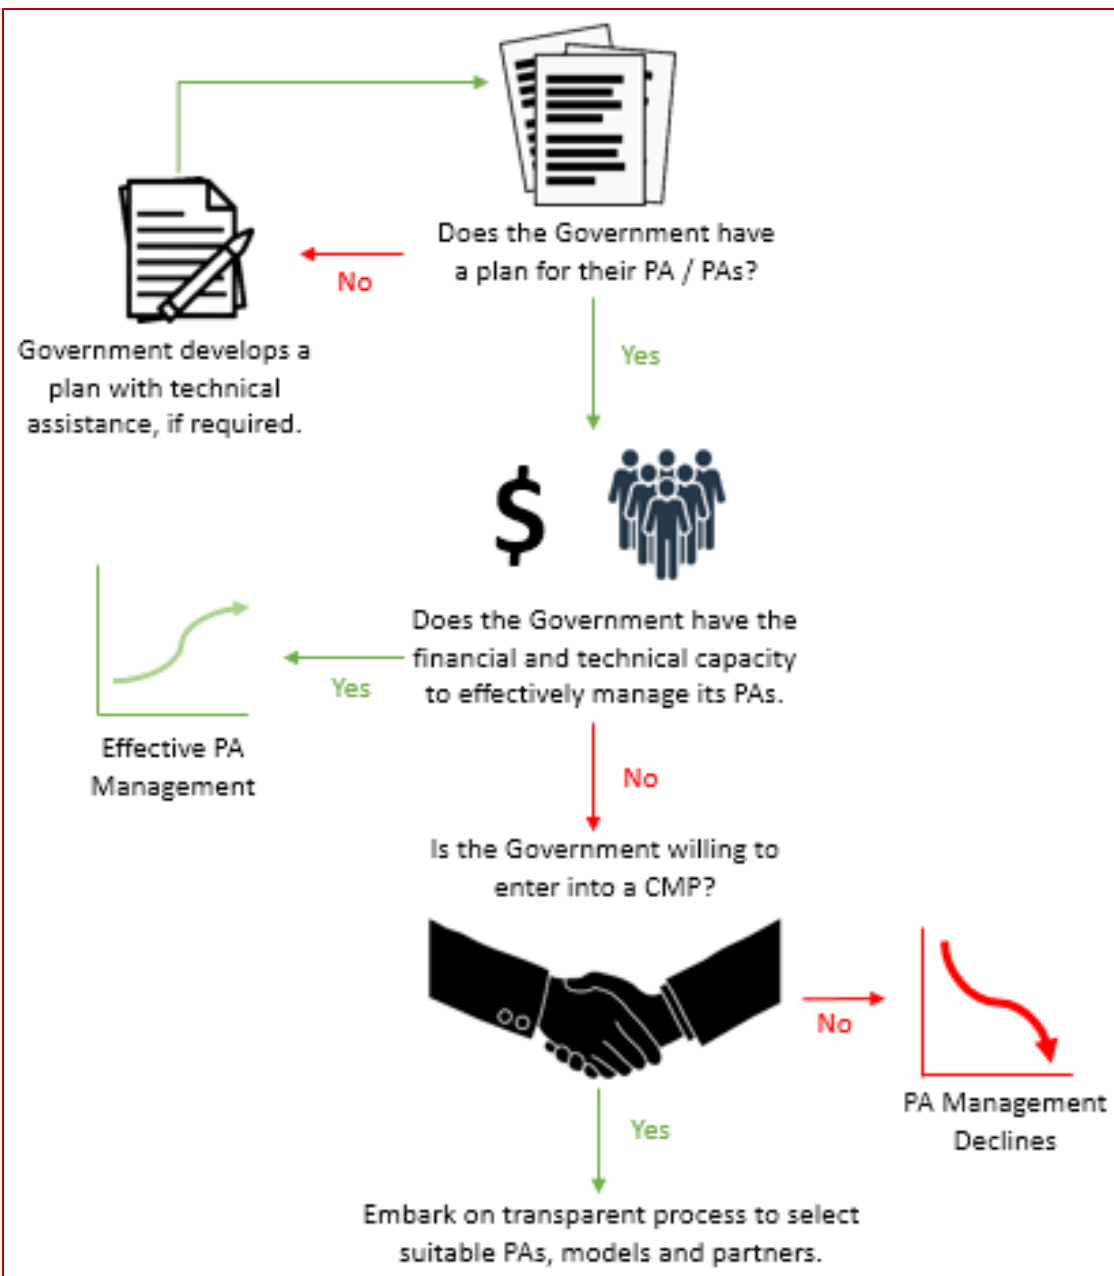 Does the Government have
a plan for their PA / PAs?
No
Government develops a
plan with technical
assistance, if required.
Yes
$
Does the Government have the
financial and technical capacity
to effectively manage its PAs.
Yes
Effective PA
Management
No
Is the Government willing to
enter into a CMP?
No
PA Management
Declines
Yes
Embark on transparent process to select
suitable PAs, models and partners.